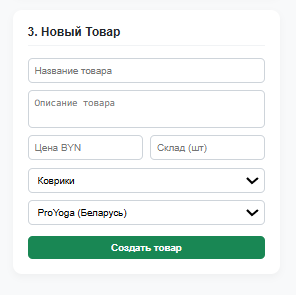 3. Новый Товар
Название товара
Описание товара
Цена BYN Склад (шт)
Коврики
ProYoga (Беларусь)
Создать товар